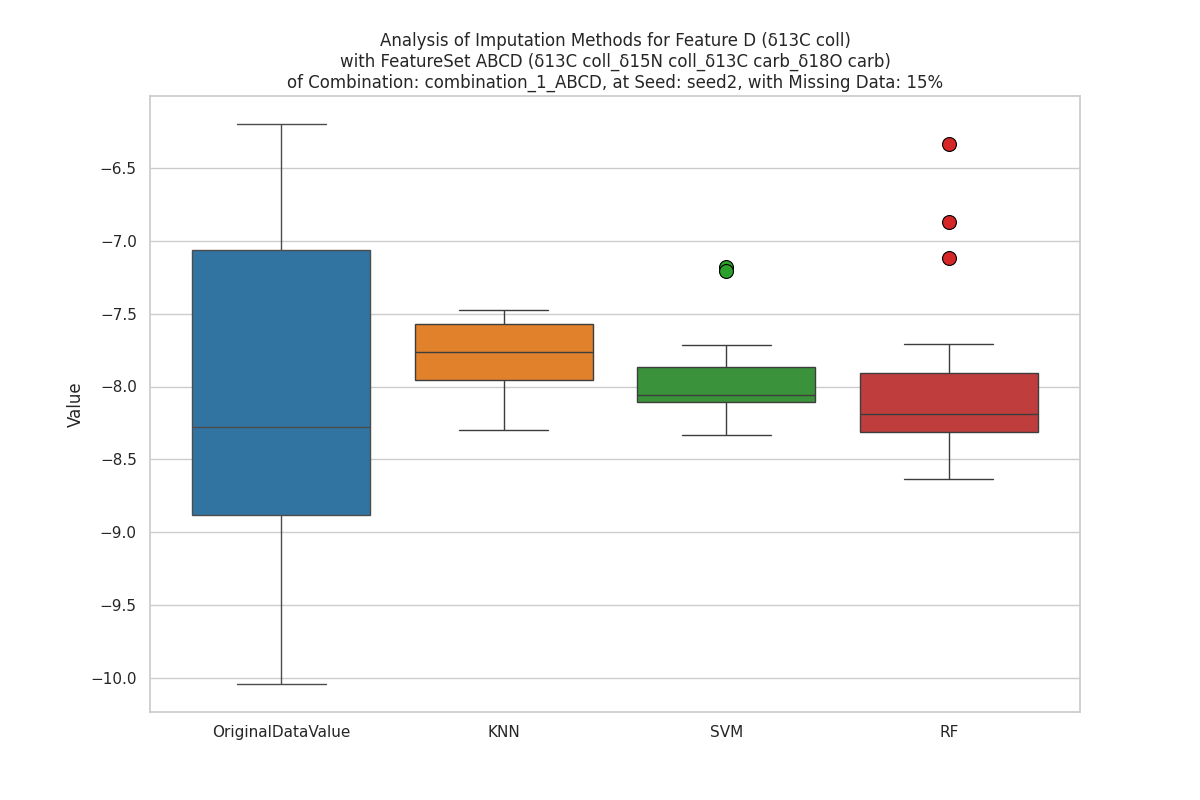 Analysis of Imputation Methods for Feature D (δ13C coll)
with FeatureSet ABCD (δ13C coll_δ15N coll_δ13C carb_δ18O carb)
of Combination: combination_1_ABCD, at Seed: seed2, with Missing Data: 15%
Value
−6.5
−7.0
−7.5
−8.0
−8.5
−9.0
−9.5
−10.0
OriginalDataValue
KNN
SVM
RF